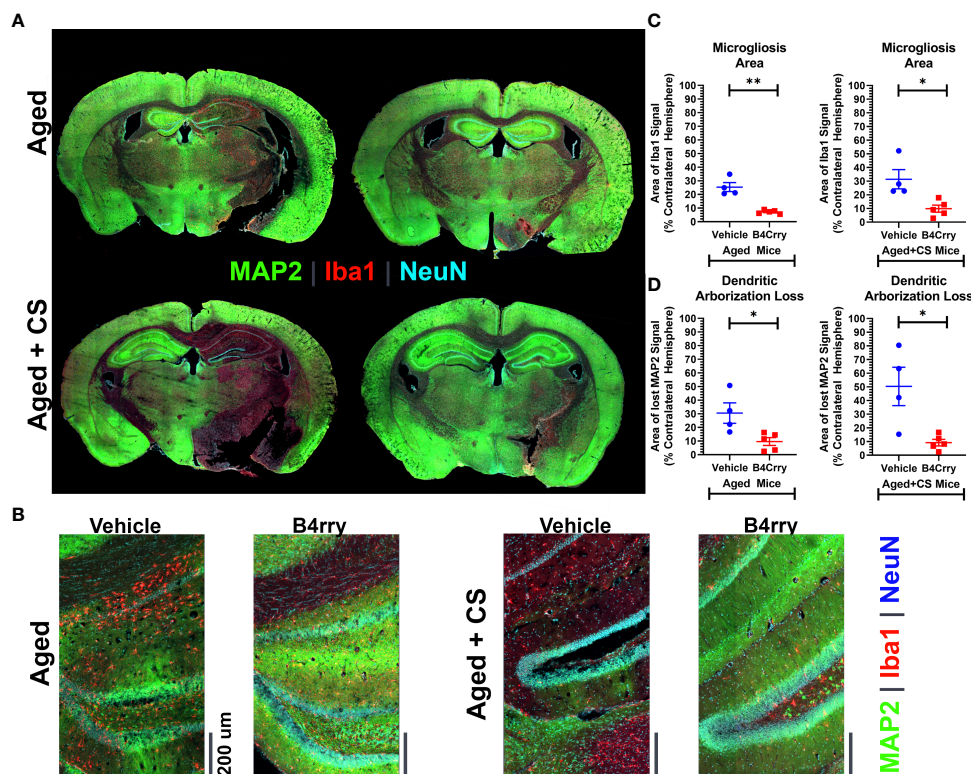 A
Aged
Aged + CS
MAP2 | Iba1 | NeuN
B
Vehicle
B4rry
Vehicle
B4rry
Aged
Aged + CS
200 um
MAP2 | Iba1 | NeuN
C
Microgliosis
Area
Area of Iba1 Signal
(% Contralateral Hemisphere)
100
90
80
70
60
50
40
30
20
10
0
**
Vehicle B4Crry
Aged Mice
Microgliosis
Area
Area of Iba1 Signal
(% Contralateral Hemisphere)
100
90
80
70
60
50
40
30
20
10
0
*
Vehicle B4Crry
Aged+CS Mice
D
Dendritic
Arborization Loss
Area of lost MAP2 Signal
(% Contralateral Hemisphere)
100
90
80
70
60
50
40
30
20
10
0
*
Vehicle B4Crry
Aged Mice
Dendritic
Arborization Loss
Area of lost MAP2 Signal
(% Contralateral Hemisphere)
100
90
80
70
60
50
40
30
20
10
0
*
Vehicle B4Crry
Aged+CS Mice